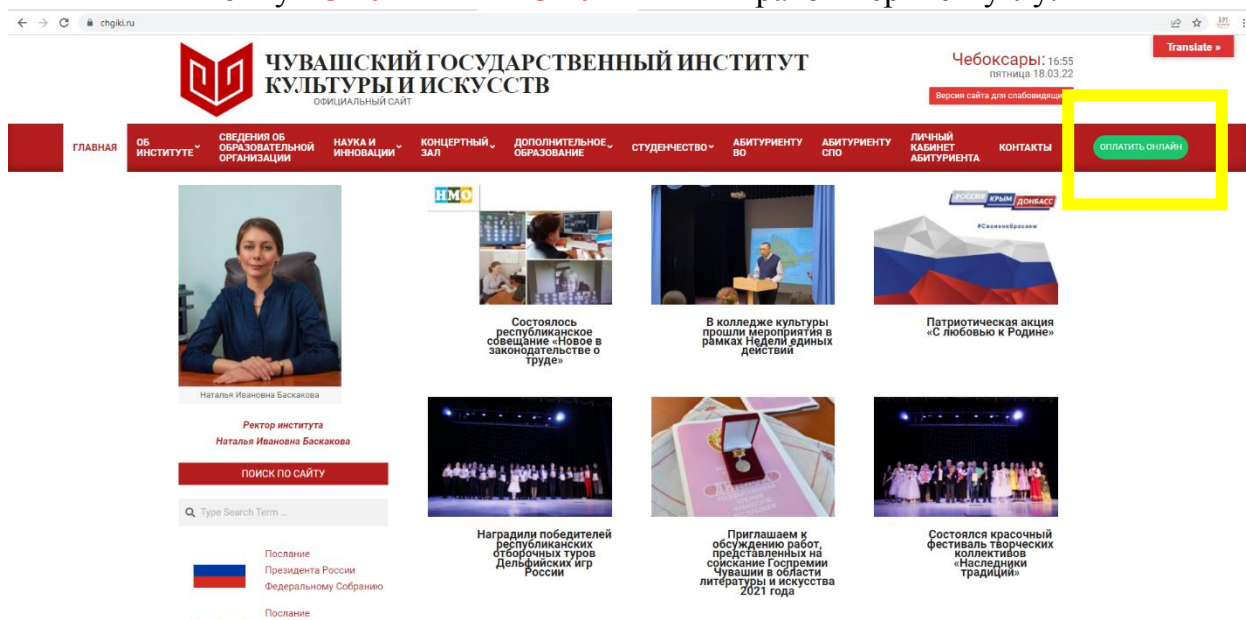 chgiki.ru
Translate »
ЧУВАШСКИЙ ГОСУДАРСТВЕННЫЙ ИНСТИТУТ
КУЛЬТУРЫ И ИСКУССТВ
ОФИЦИАЛЬНЫЙ САЙТ
Чебоксары: 16:55
пятница 18.03.22
Версия сайта для слабовидящих
ГЛАВНАЯ
ОБ
ИНСТИТУТЕ
СВЕДЕНИЯ ОБ
ОБРАЗОВАТЕЛЬНОЙ
ОРГАНИЗАЦИИ
НАУКА И
ИННОВАЦИИ
КОНЦЕРТНЫЙ
ЗАЛ
ДОПОЛНИТЕЛЬНОЕ
ОБРАЗОВАНИЕ
СТУДЕНЧЕСТВО
АБИТУРИЕНТУ
ВО
АБИТУРИЕНТУ
СПО
ЛИЧНЫЙ
КАБИНЕТ
АБИТУРИЕНТА
КОНТАКТЫ
ОПЛАТИТЬ ОНЛАЙН
Наталья Ивановна Баскакова
Ректор института
Наталья Ивановна Баскакова
ПОИСК ПО САЙТУ
Type Search Term ...
Послание
Президента России
Федеральному Собранию
Послание
НМО
Состоялось
республиканское
совещание «Новое в
законодательстве о
труде»
В колледже культуры
прошли мероприятия в
рамках Недели единых
действий
РОССИЯ КРЫМ ДОНБАСС
#Своихнебросаем
Патриотическая акция
«С любовью к Родине»
Наградили победителей
республиканских
отборочных туров
Дельфийских игр
России
Приглашаем к
обсуждению работ,
представленных на
соискание Госпремии
Чувашии в области
литературы и искусства
2021 года
Состоялся красочный
фестиваль творческих
коллективов
«Наследники
традиций»